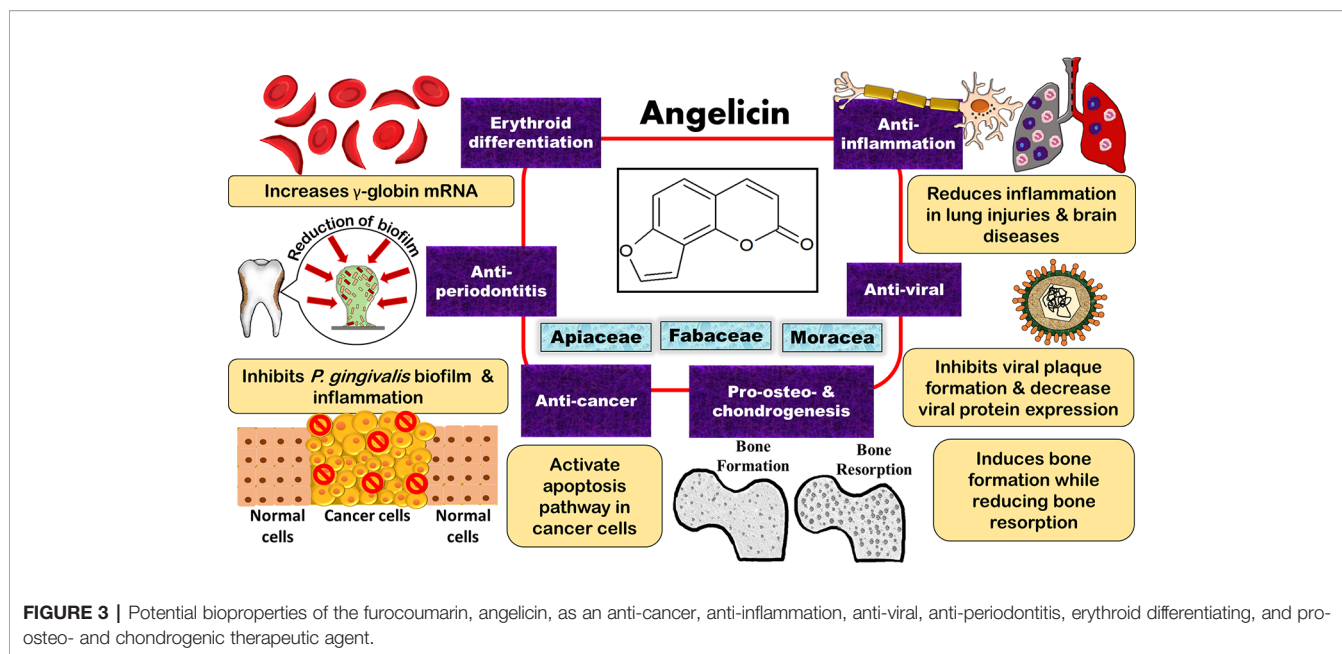 Angelicin
Erythroid
differentiation
Increases γ-globin mRNA
Anti-
inflammation
Reduces inflammation
in lung injuries & brain
diseases
O
O
O
Reduction of biofilm
Anti-
periodontitis
Inhibits P. gingivalis biofilm &
inflammation
Anti-viral
Inhibits viral plaque
formation & decrease
viral protein expression
Apiaceae
Fabaceae
Moracea
Anti-cancer
Normal
cells
Cancer cells
Normal
cells
Activate
apoptosis
pathway in
cancer cells
Pro-osteo- &
chondrogenesis
Bone
Formation
Bone
Resorption
Induces bone
formation while
reducing bone
resorption
FIGURE 3 | Potential bioproperties of the furocoumarin, angelicin, as an anti-cancer, anti-inflammation, anti-viral, anti-periodontitis, erythroid differentiating, and pro-
osteo- and chondrogenic therapeutic agent.